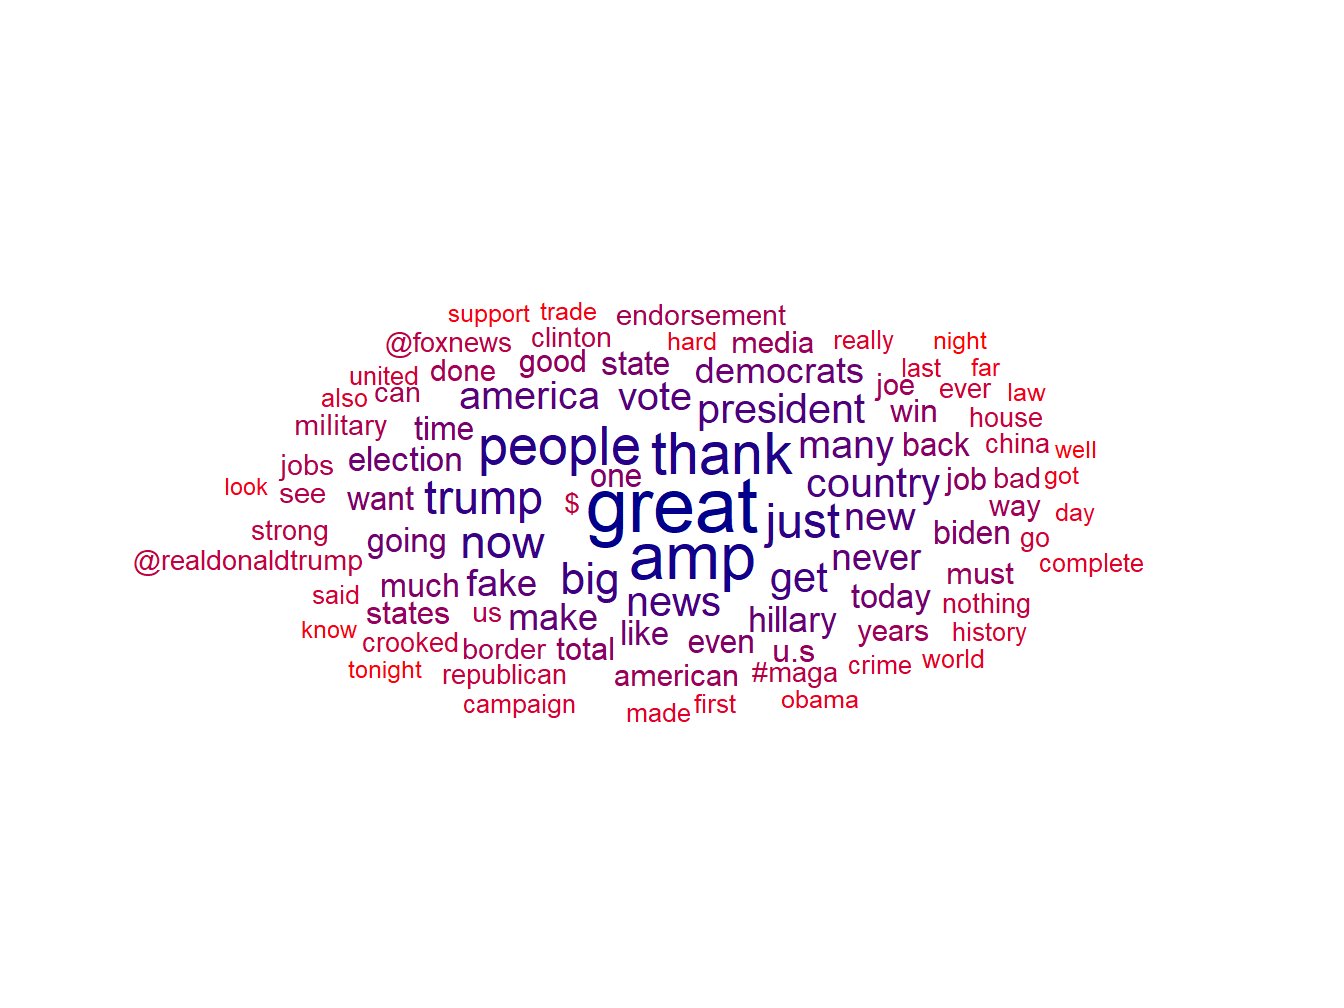 support trade endorsement
@foxnews clinton hard media really night
united done good state democrats joe last far
also can america vote president win ever law
military time people thank many back house
jobs election one country job china well
look see want trump $ great just new bad got
strong going now amp never biden way day
@realdonaldtrump much fake big get must go complete
said states us make news hillary today nothing
know crooked border total like even u.s years history
tonight republican american #maga crime world
campaign made first obama